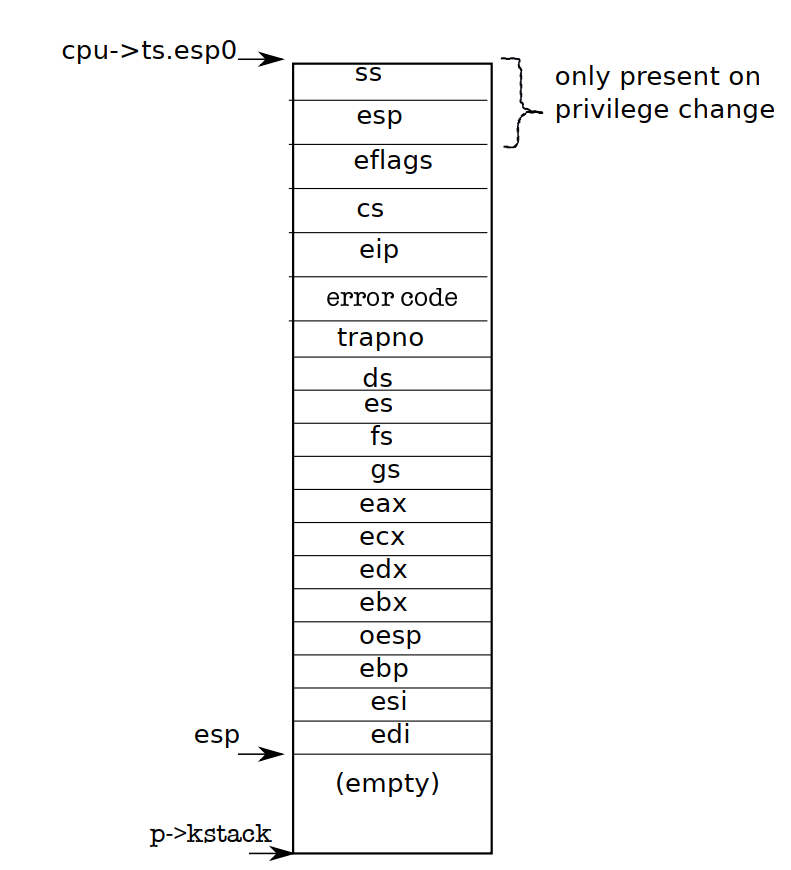 cpu->ts.esp0
ss
only present on
privilege change
esp
eflags
cs
eip
error code
trapno
ds
es
fs
gs
eax
ecx
edx
ebx
oesp
ebp
esi
esp
edi
(empty)
p->kstack